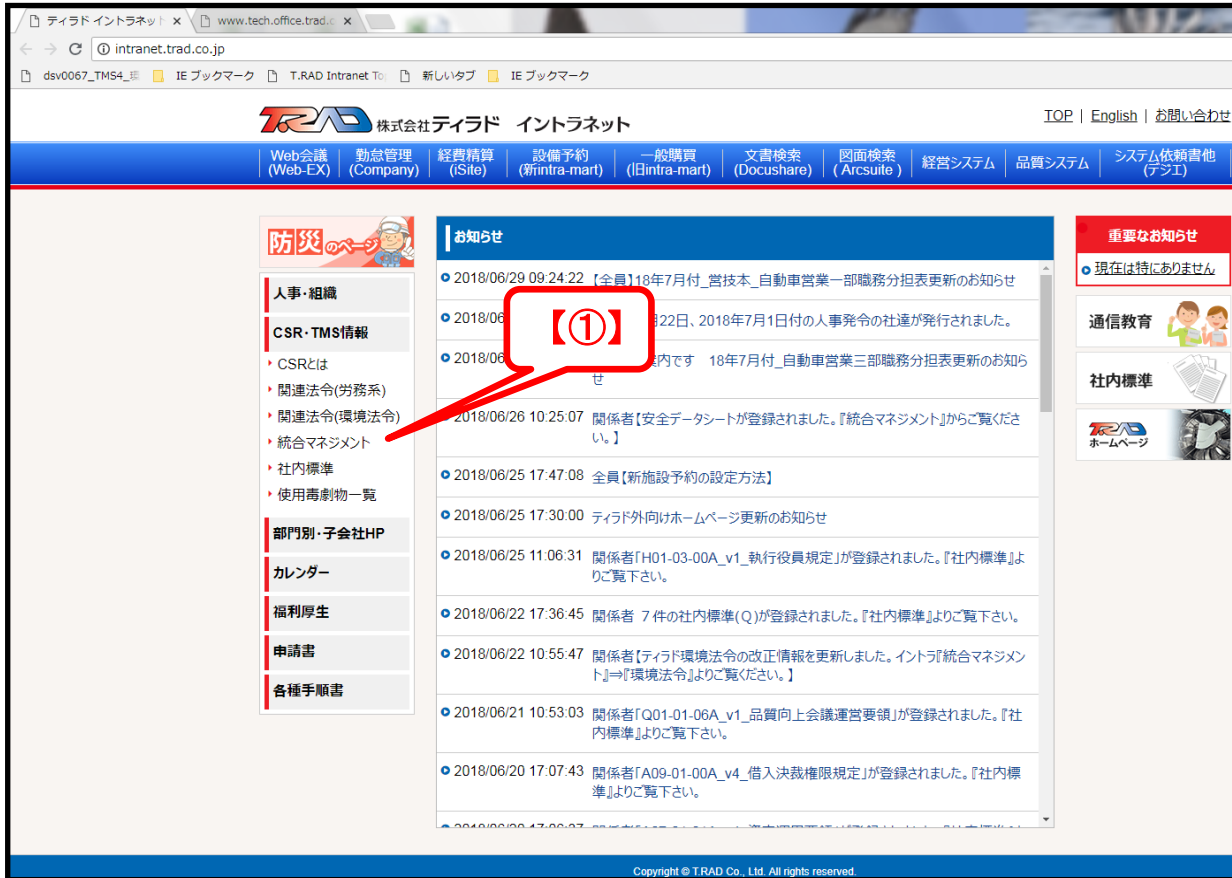 ティラド イントラネット
www.tech.office.trad.c
intranet.trad.co.jp
dsv0067_TMS4_環 IE ブックマーク T.RAD Intranet To 新しいタブ IE ブックマーク
T.RAD 株式会社ティラド イントラネット
TOP | English | お問い合わせ
Web会議 (Web-EX)
勤怠管理 (Company)
経費精算 (iSite)
設備予約 (新intra-mart)
一般購買 (旧intra-mart)
文書検索 (Docushare)
図面検索 ( Arcsuite )
経営システム
品質システム
システム依頼書他 (デジエ)
防災のページ
人事・組織
CSR・TMS情報
CSRとは
関連法令(労務系)
関連法令(環境法令)
統合マネジメント
社内標準
使用毒劇物一覧
部門別・子会社HP
カレンダー
福利厚生
申請書
各種手順書
【①】
お知らせ
2018/06/29 09:24:22 【全員】18年7月付_営技本_自動車営業一部職務分担表更新のお知らせ
2018/06 月22日、2018年7月1日付の人事発令の社達が発行されました。
2018/06 案内です 18年7月付_自動車営業三部職務分担表更新のお知ら
せ
2018/06/26 10:25:07 関係者【安全データシートが登録されました。『統合マネジメント』からご覧くださ
い。】
2018/06/25 17:47:08 全員【新施設予約の設定方法】
2018/06/25 17:30:00 ティラド外向けホームページ更新のお知らせ
2018/06/25 11:06:31 関係者「H01-03-00A_v1_執行役員規定」が登録されました。『社内標準』よ
りご覧下さい。
2018/06/22 17:36:45 関係者 7件の社内標準(Q)が登録されました。『社内標準』よりご覧下さい。
2018/06/22 10:55:47 関係者【ティラド環境法令の改正情報を更新しました。イントラ『統合マネジメン
ト』⇒『環境法令』よりご覧ください。】
2018/06/21 10:53:03 関係者「Q01-01-06A_v1_品質向上会議運営要領」が登録されました。『社
内標準』よりご覧下さい。
2018/06/20 17:07:43 関係者「A09-01-00A_v4_借入決裁権限規定」が登録されました。『社内標
準』よりご覧下さい。
重要なお知らせ
現在は特にありません
通信教育
社内標準
T.RAD
ホームページ
Copyright © T.RAD Co., Ltd. All rights reserved.